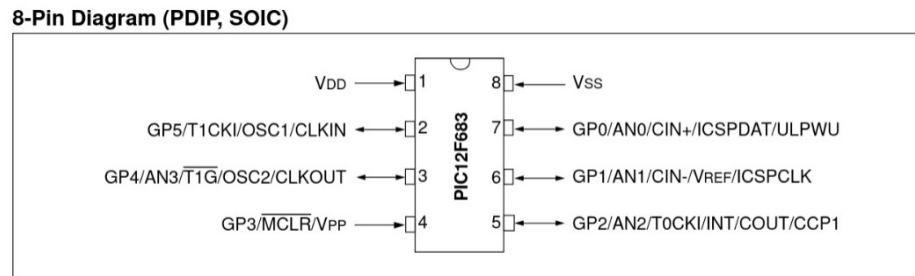 8-Pin Diagram (PDIP, SOIC)
VDD 1 8 VSS
GP5/T1CKI/OSC1/CLKIN 2 7 GP0/AN0/CIN+/ICSPDAT/ULPWU
GP4/AN3/T1G/OSC2/CLKOUT 3 6 GP1/AN1/CIN-/VREF/ICSPCLK
GP3/MCLR/VPP 4 5 GP2/AN2/T0CKI/INT/COUT/CCP1
PIC12F683